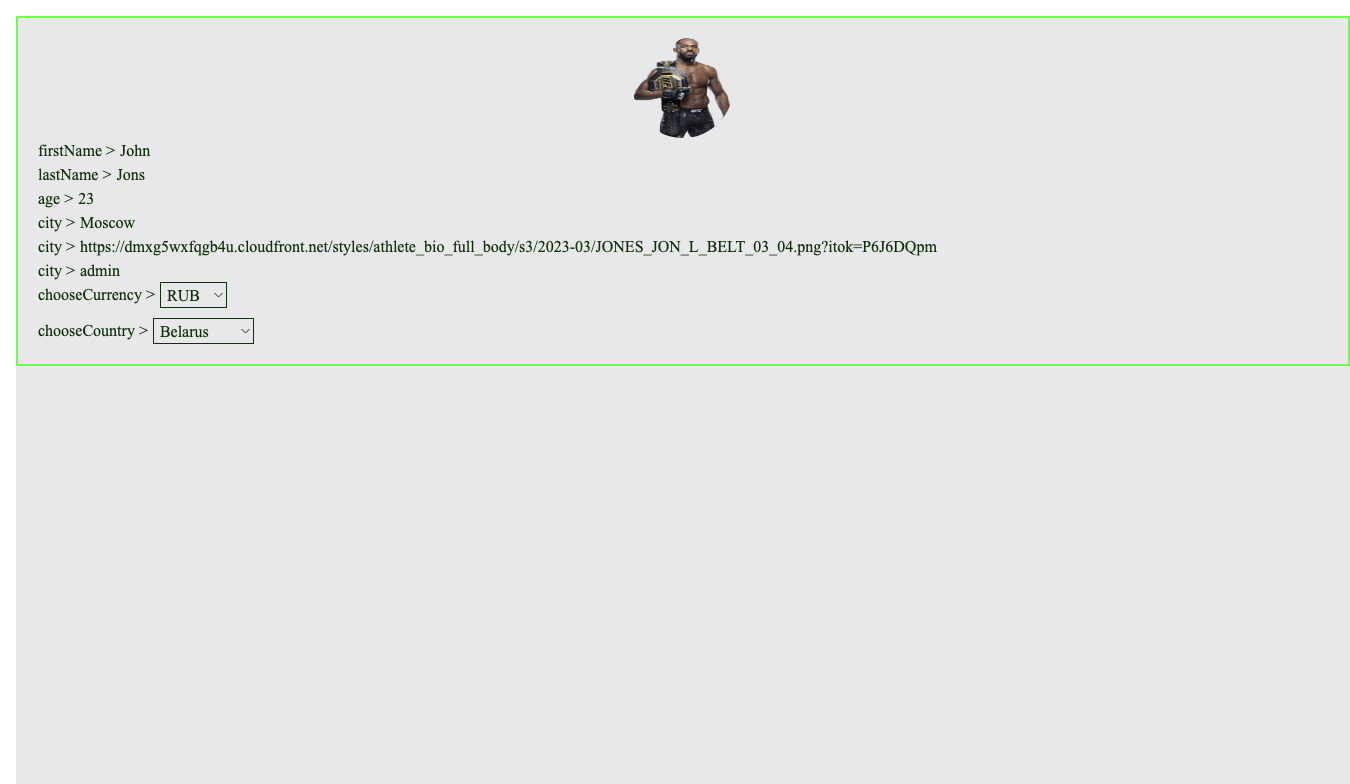 firstName > John
lastName > Jons
age > 23
city > Moscow
city > https://dmxg5wxfqgb4u.cloudfront.net/styles/athlete_bio_full_body/s3/2023-03/JONES_JON_L_BELT_03_04.png?itok=P6J6DQpm
city > admin
chooseCurrency > RUB
chooseCountry > Belarus